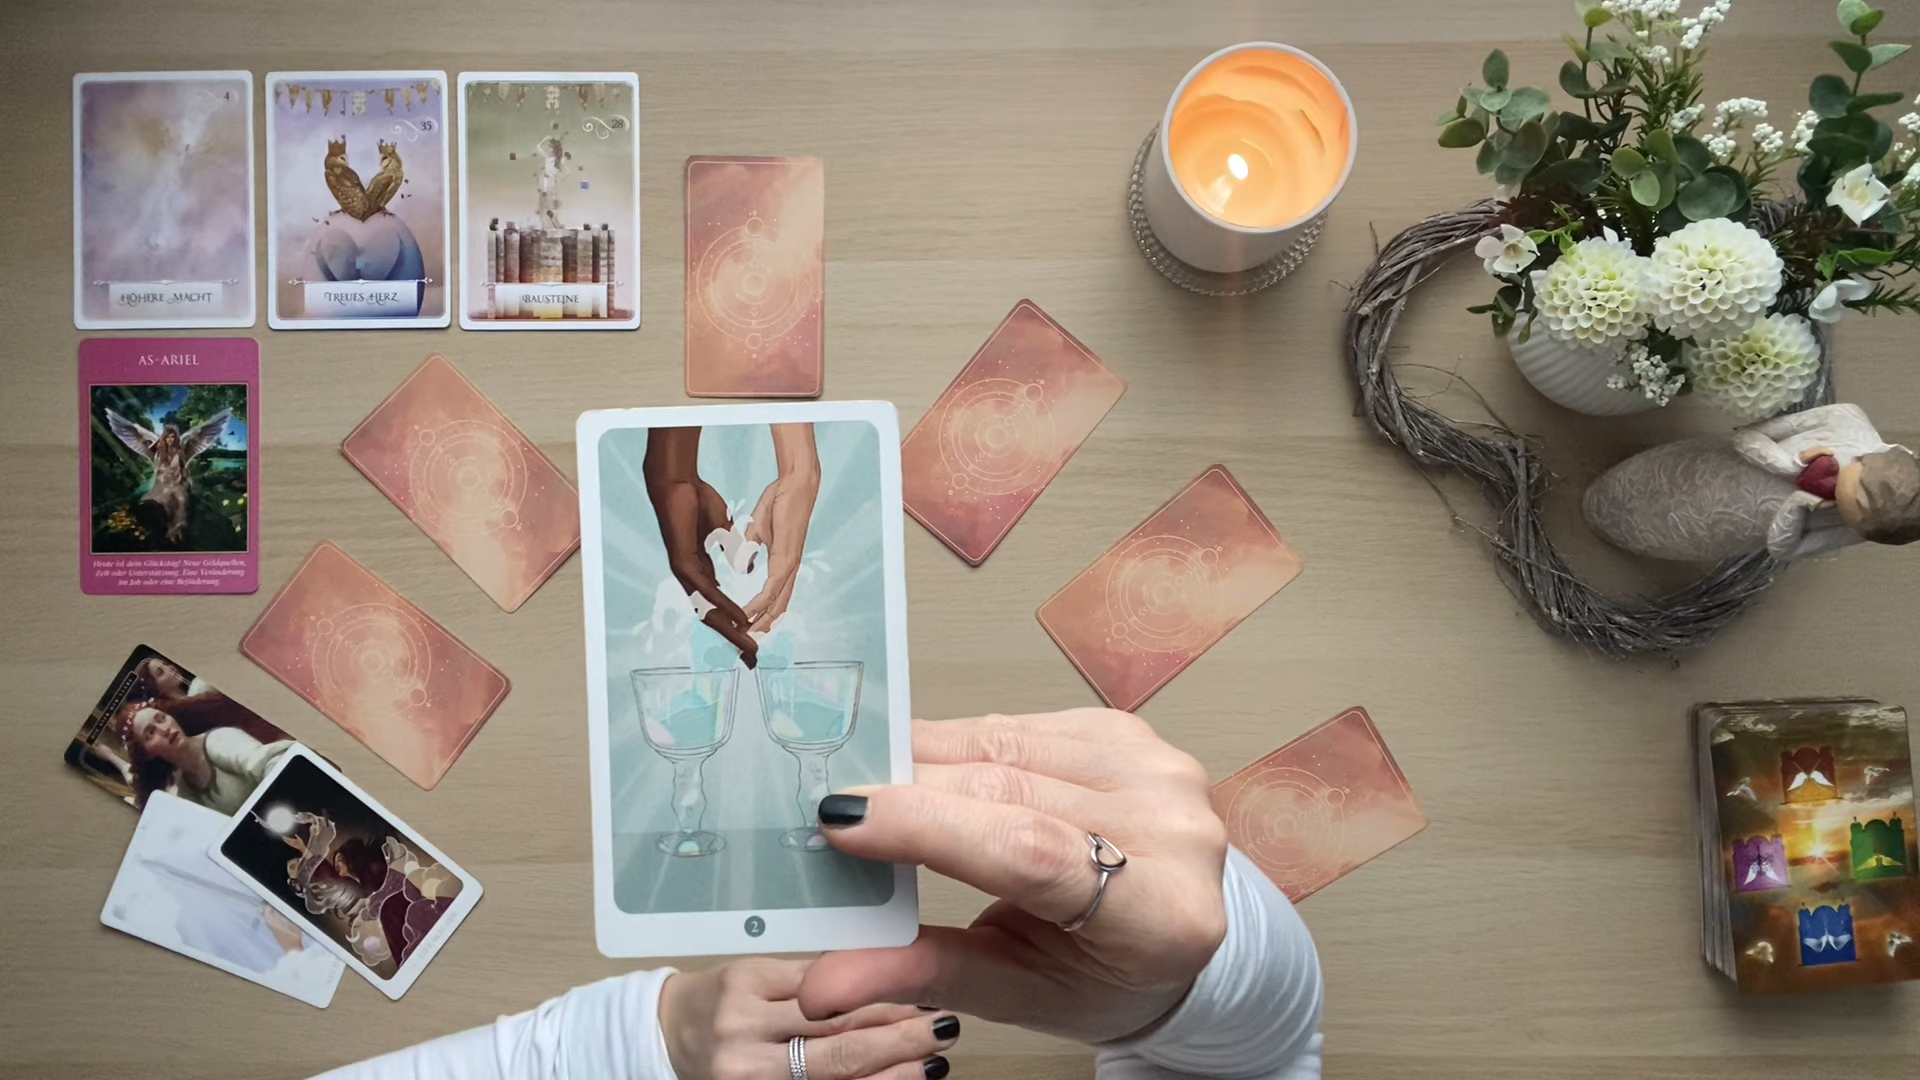 4
HÖHERE MACHT
35
TREUES HERZ
28
BAUSTEINE
AS-ARIEL
Heute ist dein Glückstag! Neue Geldquellen,
Zeit oder Unterstützung. Eine Veränderung
im Job oder eine Beförderung.
2